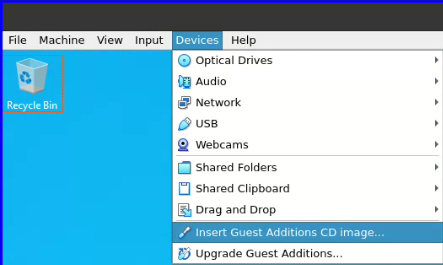 File Machine View Input Devices Help
Recycle Bin
Optical Drives
Audio
Network
USB
Webcams
Shared Folders
Shared Clipboard
Drag and Drop
Insert Guest Additions CD image...
Upgrade Guest Additions...